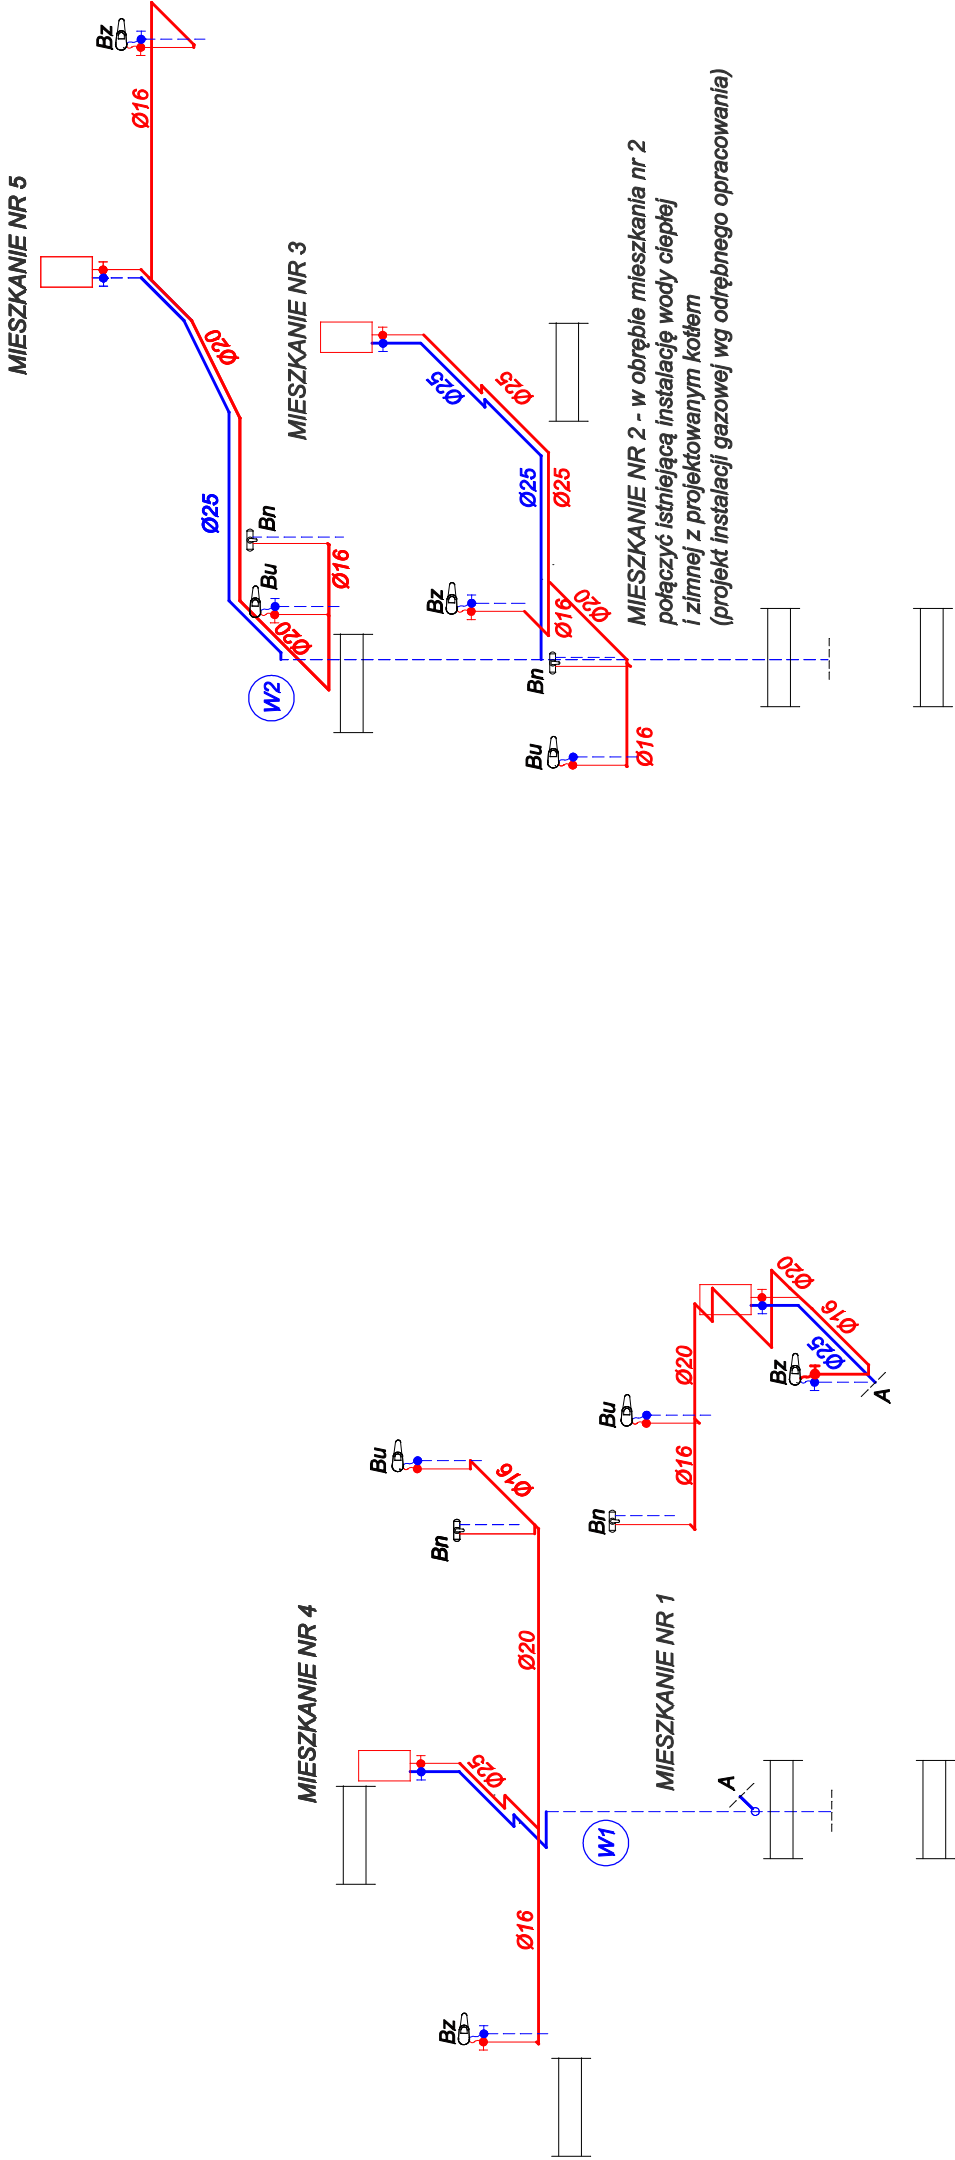 MIESZKANIE NR 5
Bz
Ø16
Ø20
Ø25
Bn
Bu
Ø16
Ø20
W2
MIESZKANIE NR 3
Ø25
Ø25
Ø25
Ø25
Bz
Ø16
Ø20
Bn
Bu
Ø16
MIESZKANIE NR 2 - w obrębie mieszkania nr 2
połączyć istniejącą instalację wody ciepłej
i zimnej z projektowanym kotłem
(projekt instalacji gazowej wg odrębnego opracowania)
MIESZKANIE NR 4
Bu
Ø16
Bn
Ø20
Ø25
W1
Ø16
Bz
MIESZKANIE NR 1
Ø20
Ø16
Ø25
Bz
A
Ø20
Bu
Ø16
Bn
A